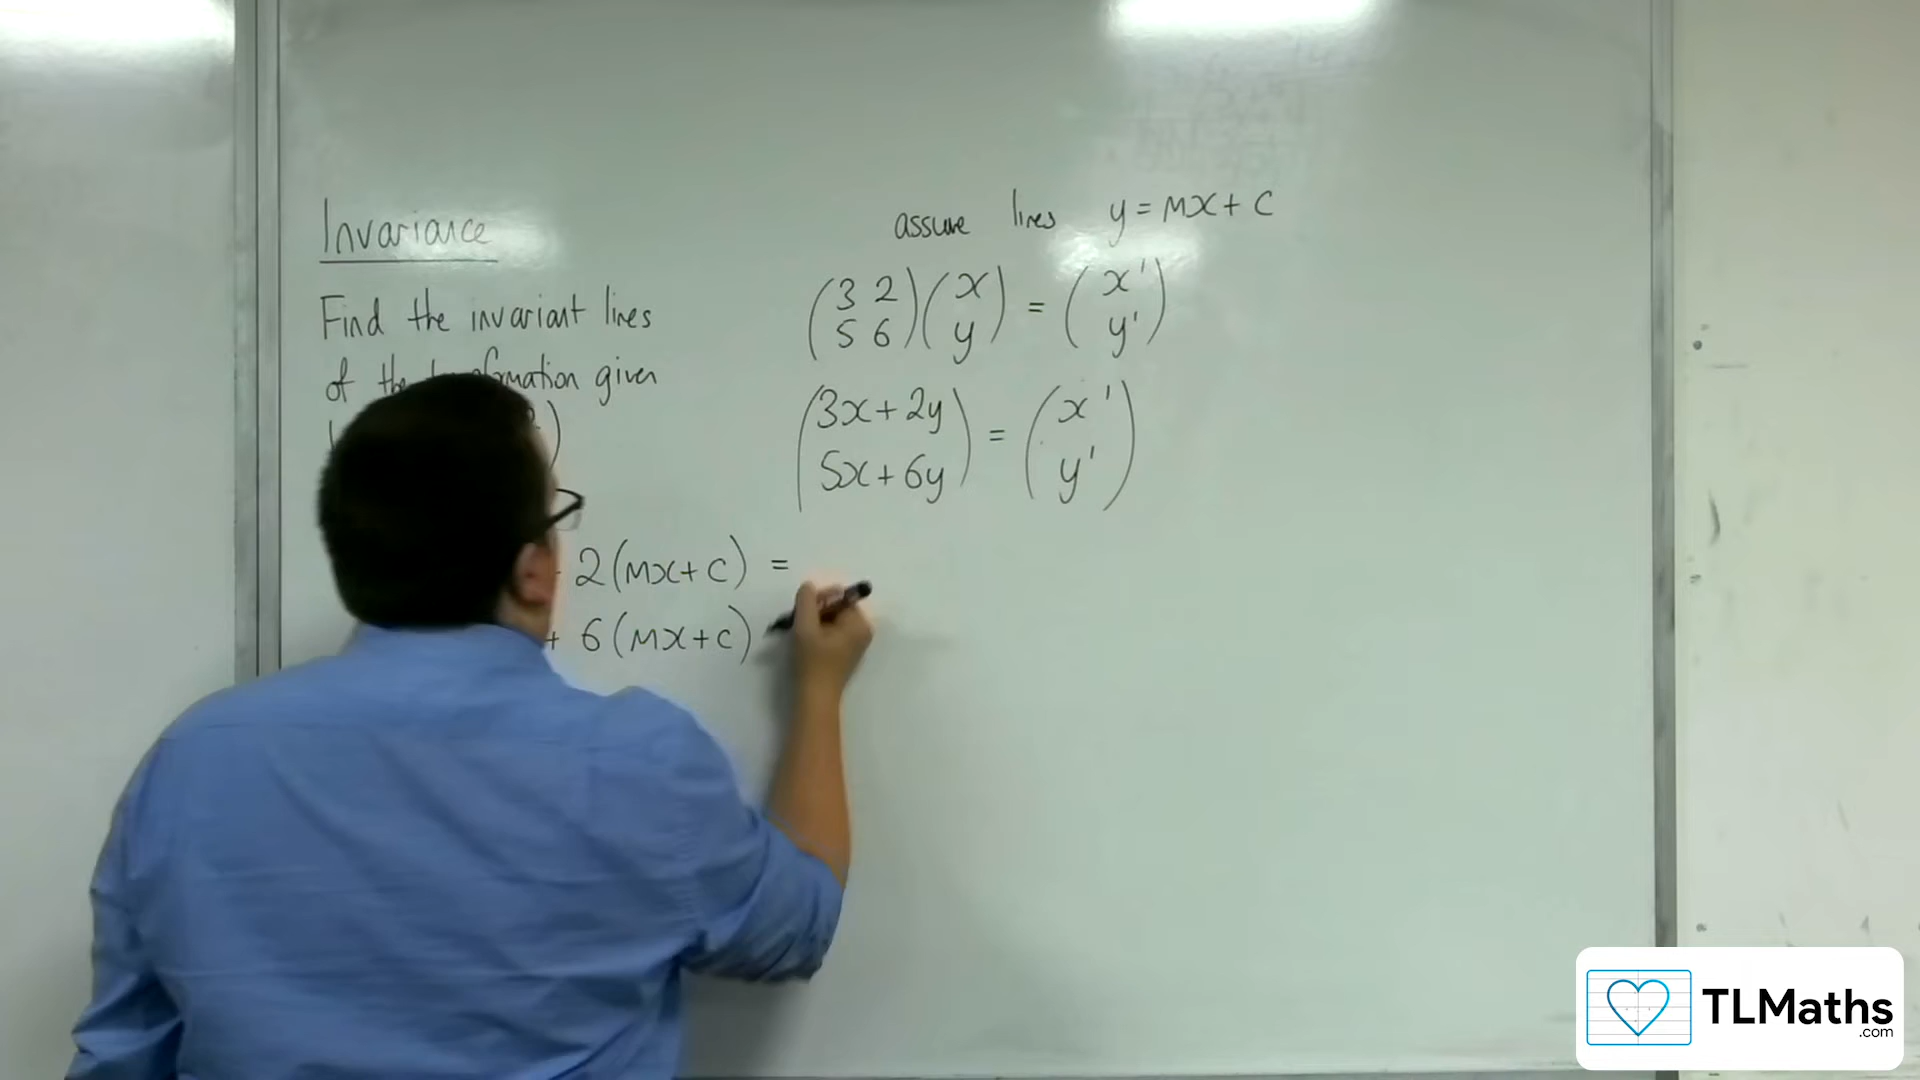 Invariance
Find the invariant lines
of the transformation given
assume lines y = mx + c
(3 2) (x) = (x')
(5 6) (y) (y')
(3x + 2y) = (x')
(5x + 6y) (y')
2(mx + c) =
+ 6(mx + c)
TLMaths
.com